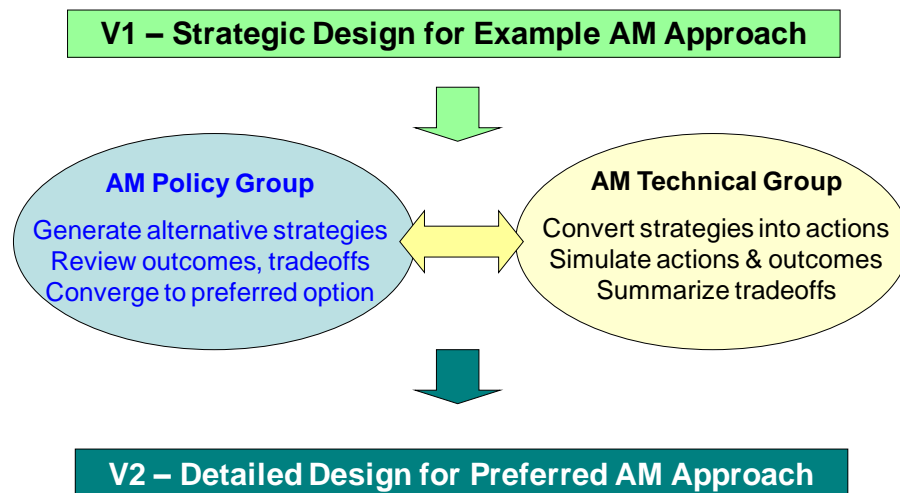 V1 – Strategic Design for Example AM Approach
AM Policy Group
Generate alternative strategies
Review outcomes, tradeoffs
Converge to preferred option
AM Technical Group
Convert strategies into actions
Simulate actions & outcomes
Summarize tradeoffs
V2 – Detailed Design for Preferred AM Approach